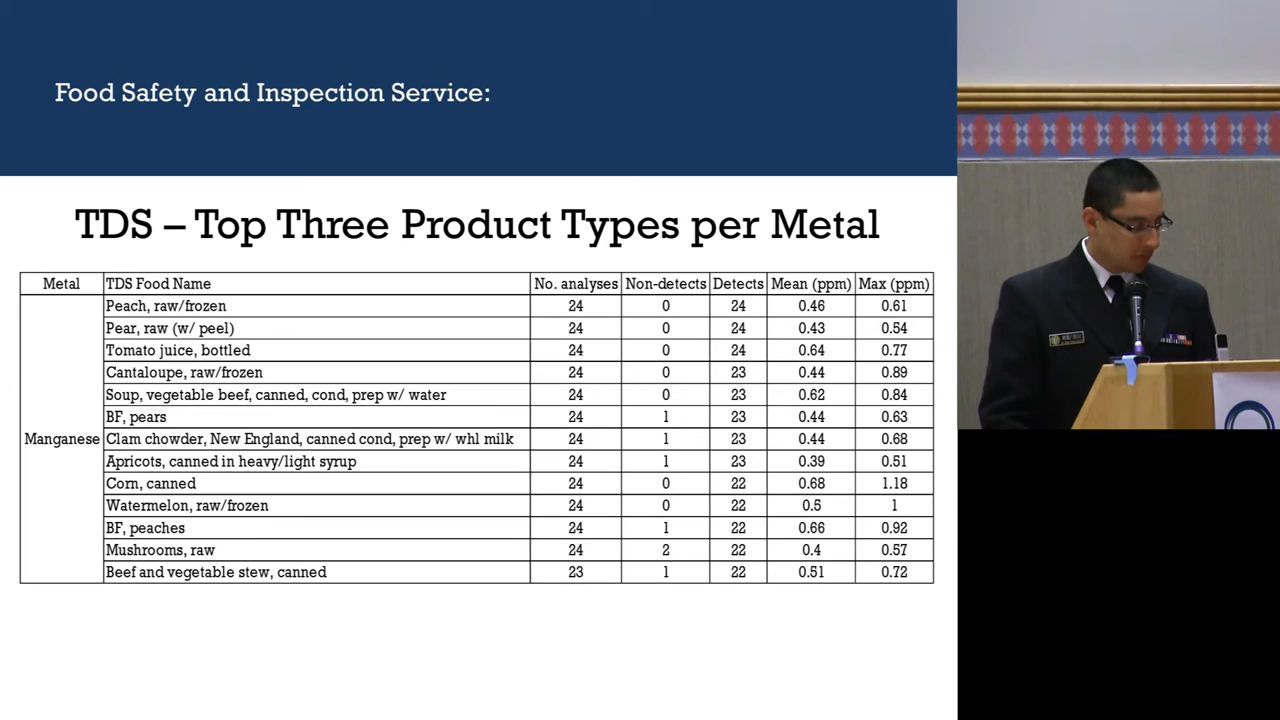 Food Safety and Inspection Service:
TDS – Top Three Product Types per Metal
Metal TDS Food Name No. analyses Non-detects Detects Mean (ppm) Max (ppm)
Peach, raw/frozen 24 0 24 0.46 0.61
Pear, raw (w/ peel) 24 0 24 0.43 0.54
Tomato juice, bottled 24 0 24 0.64 0.77
Cantaloupe, raw/frozen 24 0 23 0.44 0.89
Soup, vegetable beef, canned, cond, prep w/ water 24 0 23 0.62 0.84
BF, pears 24 1 23 0.44 0.63
Manganese Clam chowder, New England, canned cond, prep w/ whl milk 24 1 23 0.44 0.68
Apricots, canned in heavy/light syrup 24 1 23 0.39 0.51
Corn, canned 24 0 22 0.68 1.18
Watermelon, raw/frozen 24 0 22 0.5 1
BF, peaches 24 1 22 0.66 0.92
Mushrooms, raw 24 2 22 0.4 0.57
Beef and vegetable stew, canned 23 1 22 0.51 0.72